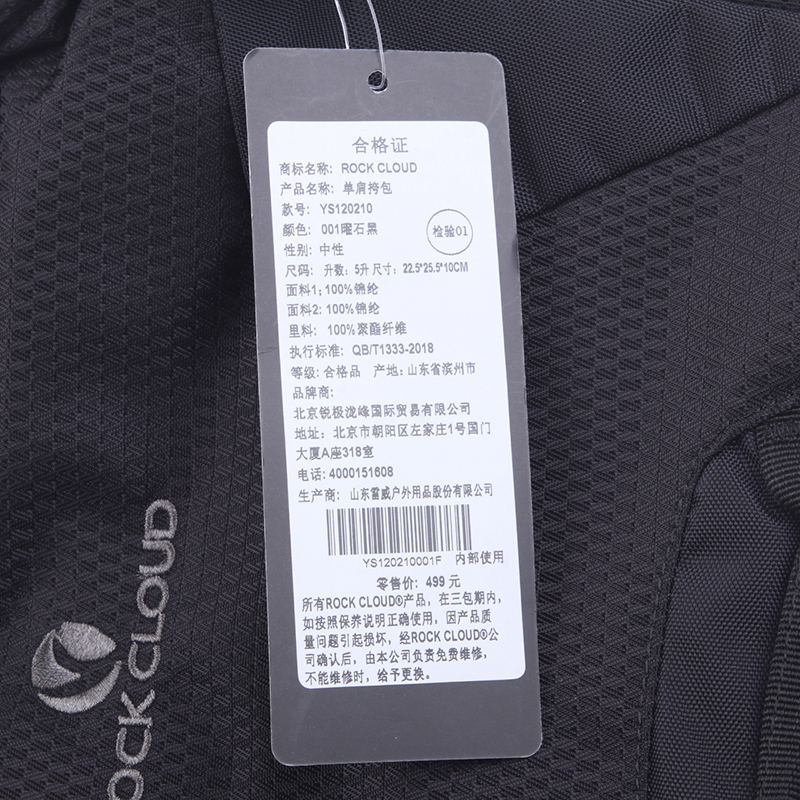 合格证
商标名称: ROCK CLOUD
产品名称: 单肩挎包
款号: YS120210
颜色: 001曜石黑
检验01
性别: 中性
尺码: 升数: 5升 尺寸: 22.5*25.5*10CM
面料1; 100%锦纶
面料2: 100%锦纶
里料: 100%聚酯纤维
执行标准: QB/T1333-2018
等级: 合格品 产地: 山东省滨州市
品牌商:
北京锐极泷峰国际贸易有限公司
地址: 北京市朝阳区左家庄1号国门
大厦A座318室
电话: 4000151608
生产商: 山东雷威户外用品股份有限公司
YS120210001F 内部使用
零售价: 499 元
所有ROCK CLOUD®产品，在三包期内，
如按照保养说明正确使用，因产品质
量问题引起损坏，经ROCK CLOUD®公
司确认后，由本公司负责免费维修，
不能维修时，给予更换。
ROCK CLOUD